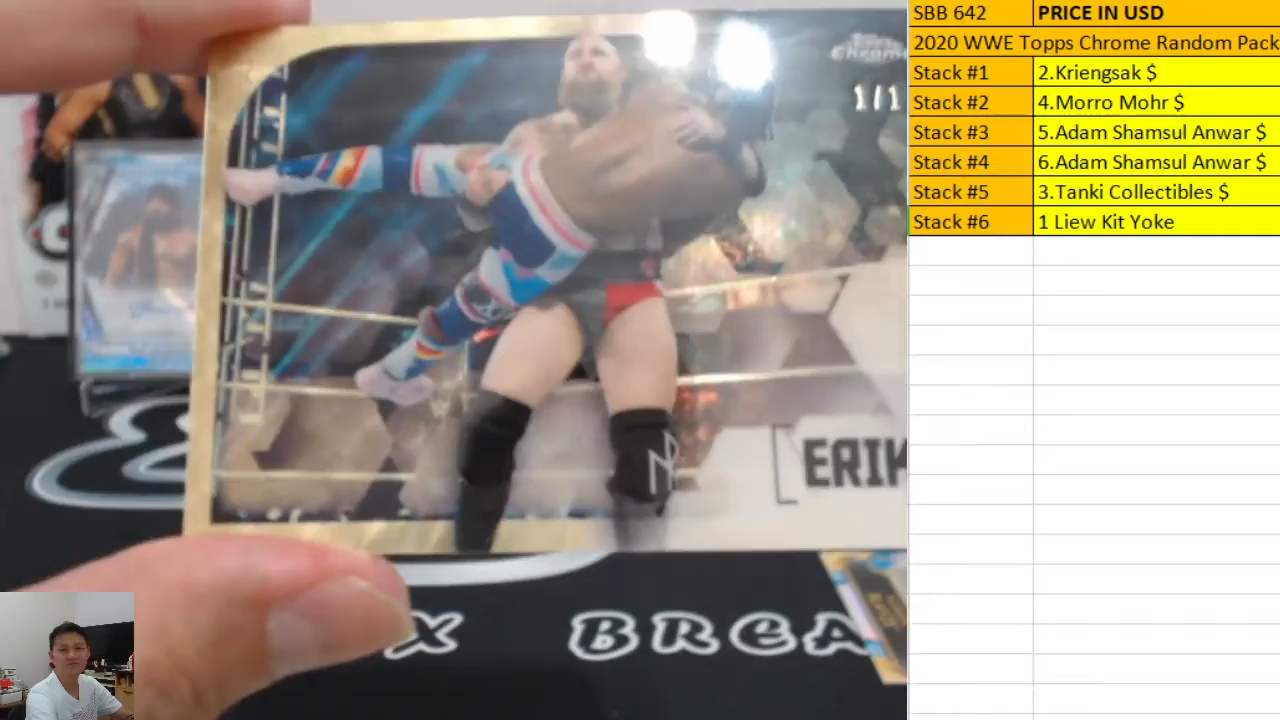 Topps
Chrome
1/1
ERIK
X BREA
SBB 642 PRICE IN USD
2020 WWE Topps Chrome Random Pack
Stack #1 2.Kriengsak $
Stack #2 4.Morro Mohr $
Stack #3 5.Adam Shamsul Anwar $
Stack #4 6.Adam Shamsul Anwar $
Stack #5 3.Tanki Collectibles $
Stack #6 1 Liew Kit Yoke